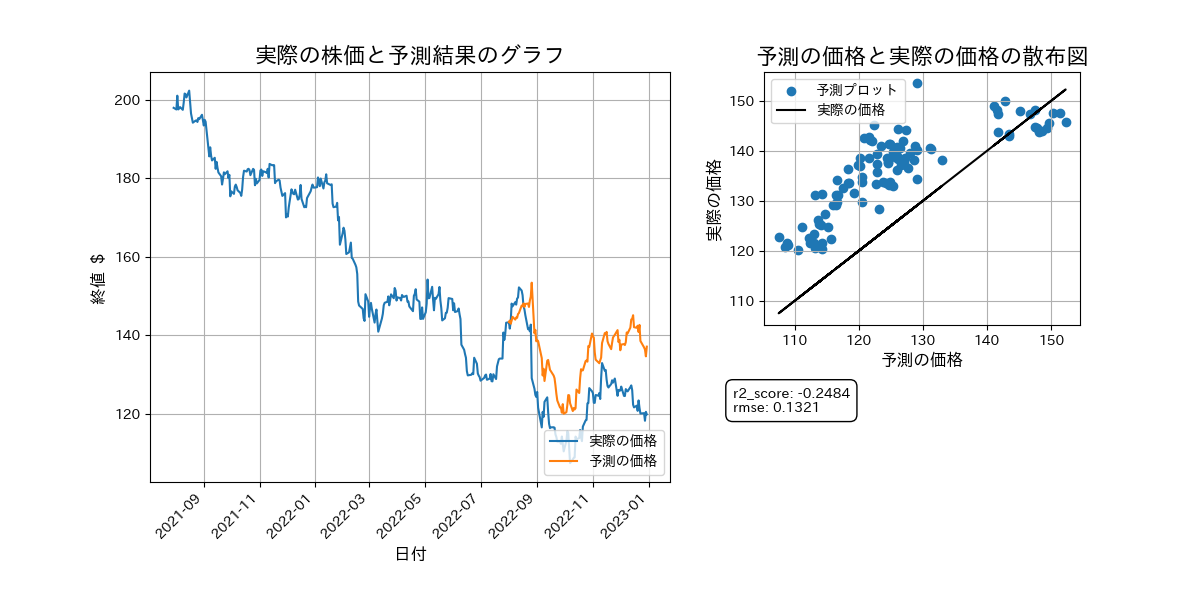 実際の株価と予測結果のグラフ
終値 $
200
180
160
140
120
2021-09
2021-11
2022-01
2022-03
2022-05
2022-07
2022-09
2022-11
2023-01
日付
実際の価格
予測の価格
予測の価格と実際の価格の散布図
実際の価格
150
140
130
120
110
110
120
130
140
150
予測の価格
予測プロット
実際の価格
r2_score: -0.2484
rmse: 0.1321